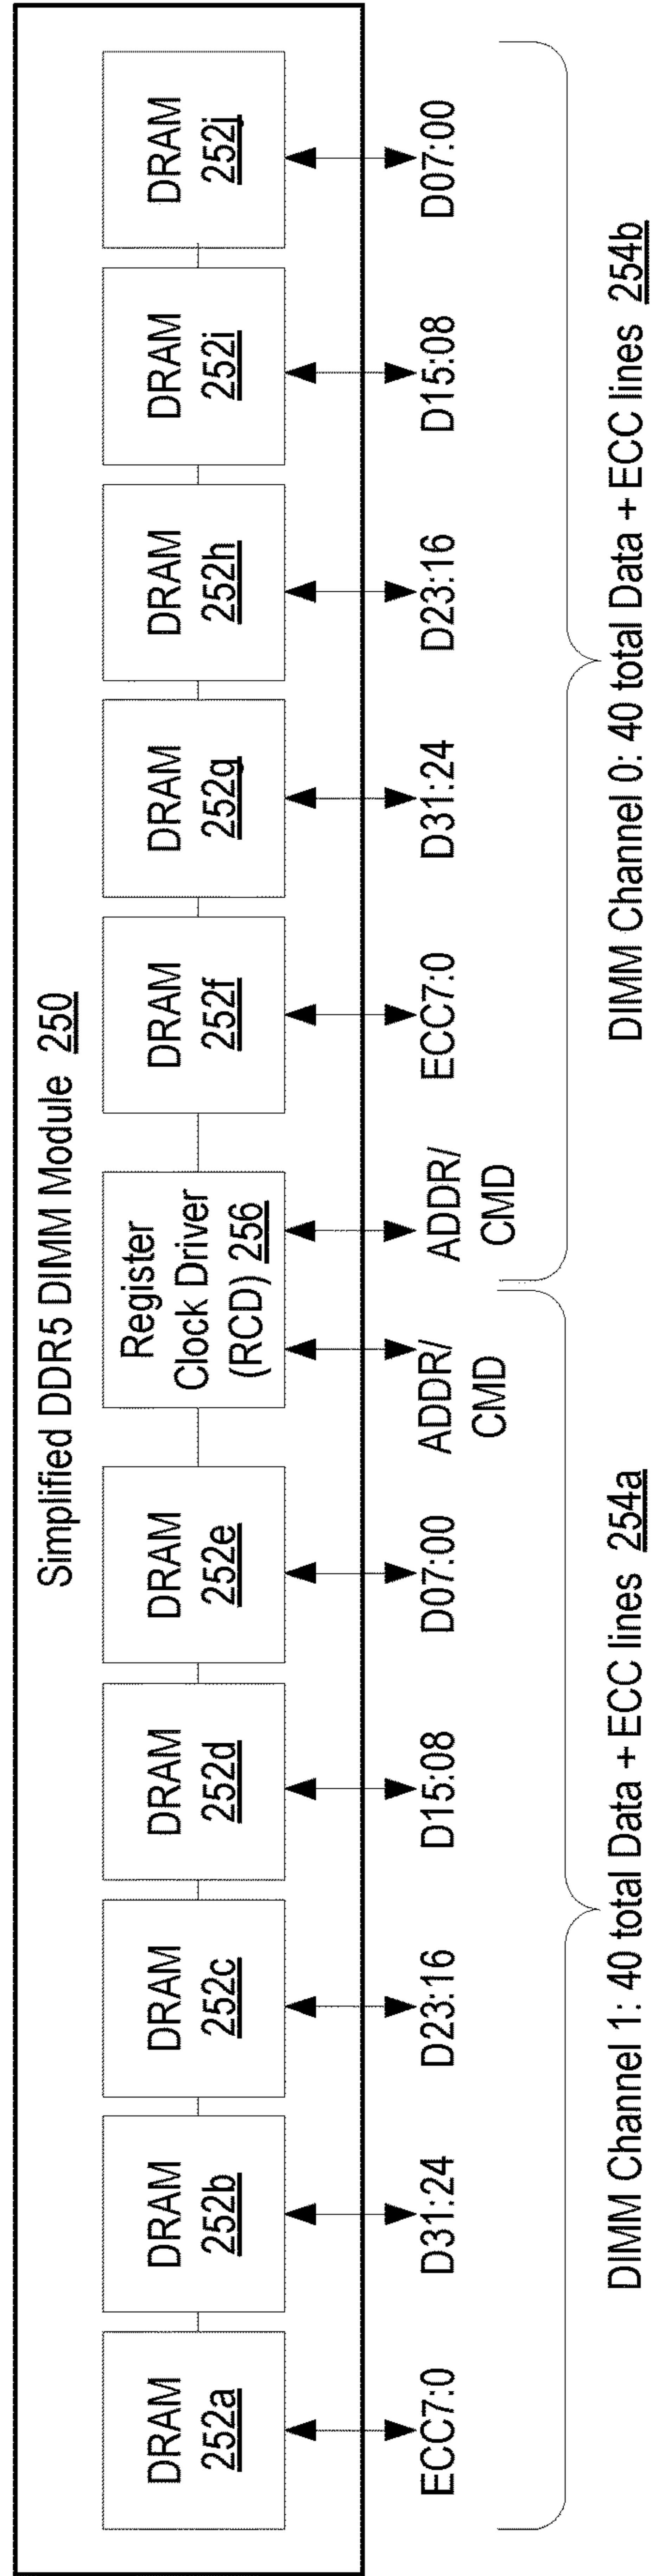 Simplified DDR5 DIMM Module 250
DRAM
252a
DRAM
252b
DRAM
252c
DRAM
252d
DRAM
252e
Register
Clock Driver
(RCD) 256
DRAM
252f
DRAM
252g
DRAM
252h
DRAM
252i
DRAM
252j
ECC7:0
D31:24
D23:16
D15:08
D07:00
ADDR/
CMD
ADDR/
CMD
ECC7:0
D31:24
D23:16
D15:08
D07:00
DIMM Channel 1: 40 total Data + ECC lines 254a
DIMM Channel 0: 40 total Data + ECC lines 254b